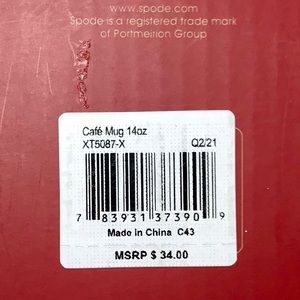 www.spode.com
Spode is a registered trade mark
of Portmeirion Group
Café Mug 14oz
XT5087-X Q2/21
7 83931 37390 9
Made in China C43
MSRP $ 34.00